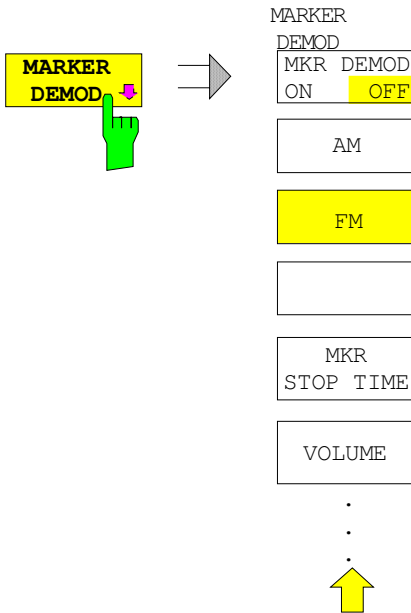 MARKER
DEMOD
MARKER
DEMOD
MKR DEMOD
ON OFF
AM
FM
MKR
STOP TIME
VOLUME
.
.
.